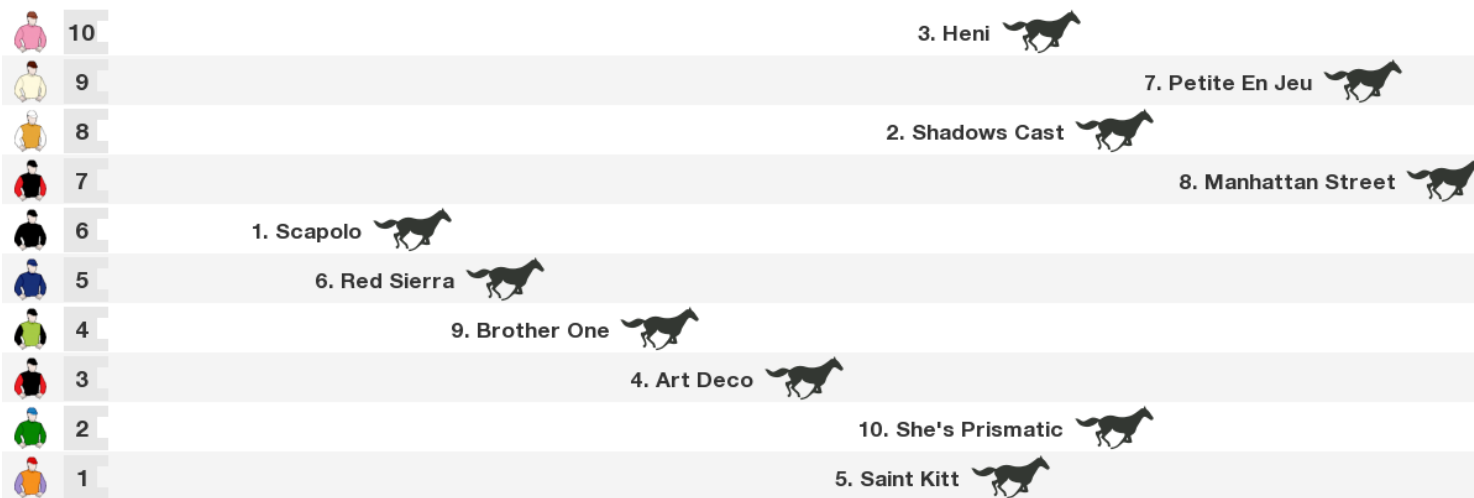 10 3. Heni
9 7. Petite En Jeu
8 2. Shadows Cast
7 8. Manhattan Street
6 1. Scapolo
5 6. Red Sierra
4 9. Brother One
3 4. Art Deco
2 10. She's Prismatic
1 5. Saint Kitt